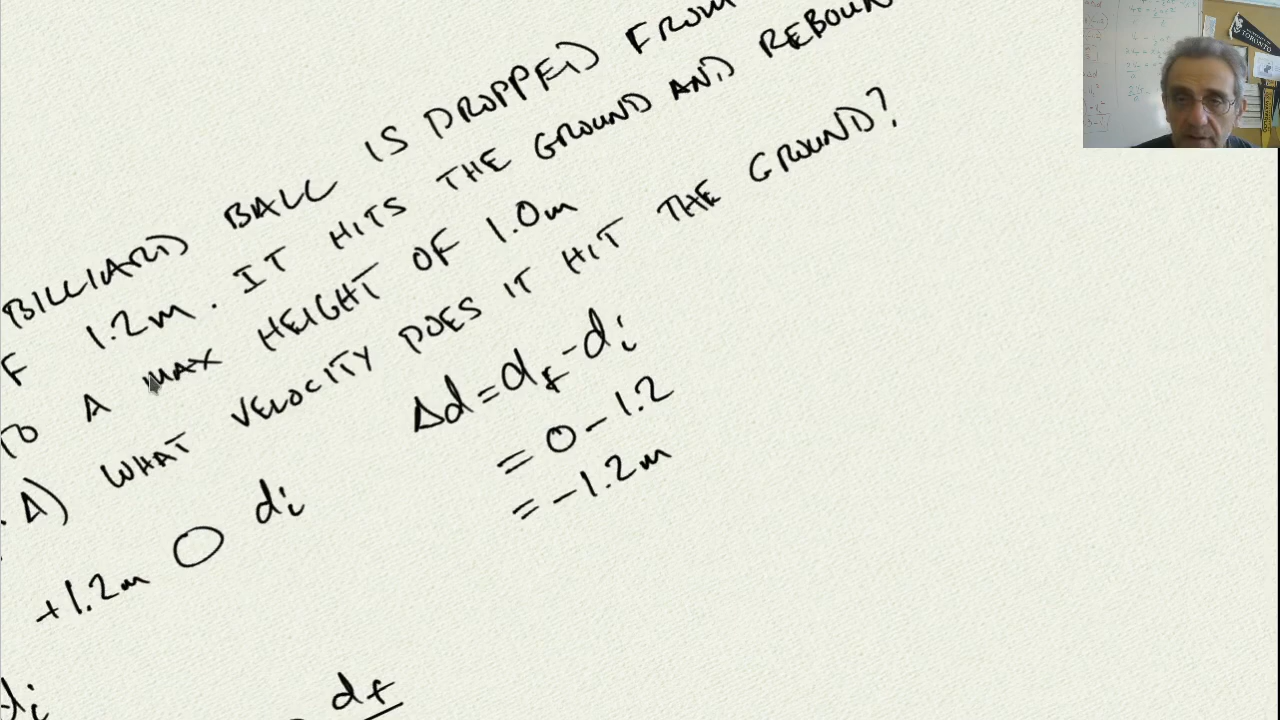 BILLIARD BALL IS DROPPED FROM
F 1.2m. IT HITS THE GROUND AND REBOUN
TO A MAX HEIGHT OF 1.0m
A) WHAT VELOCITY DOES IT HIT THE GROUND?
Δd = df - di
= 0 - 1.2
= -1.2m
+1.2m di
di
df
TORONTO